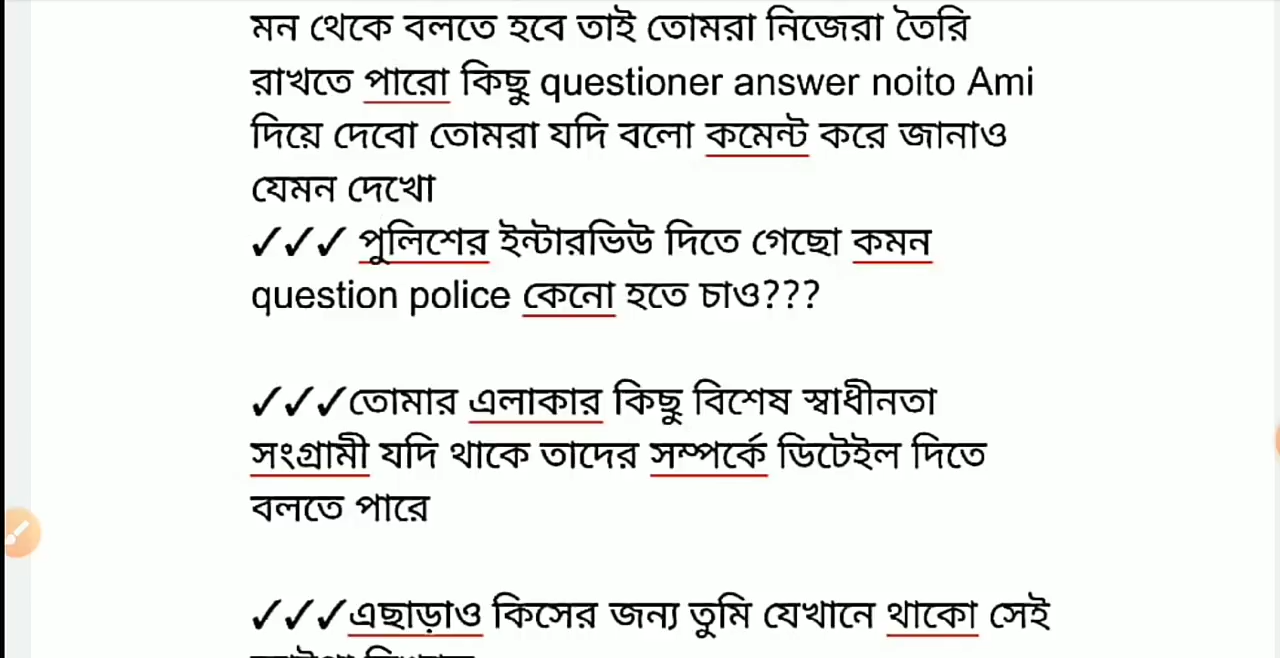 মন থেকে বলতে হবে তাই তোমরা নিজেরা তৈরি
রাখতে পারো কিছু questioner answer noito Ami
দিয়ে দেবো তোমরা যদি বলো কমেন্ট করে জানাও
যেমন দেখো
✓✓✓ পুলিশের ইন্টারভিউ দিতে গেছো কমন
question police কেনো হতে চাও???
✓✓✓তোমার এলাকার কিছু বিশেষ স্বাধীনতা
সংগ্রামী যদি থাকে তাদের সম্পর্কে ডিটেইল দিতে
বলতে পারে
✓✓✓এছাড়াও কিসের জন্য তুমি যেখানে থাকো সেই